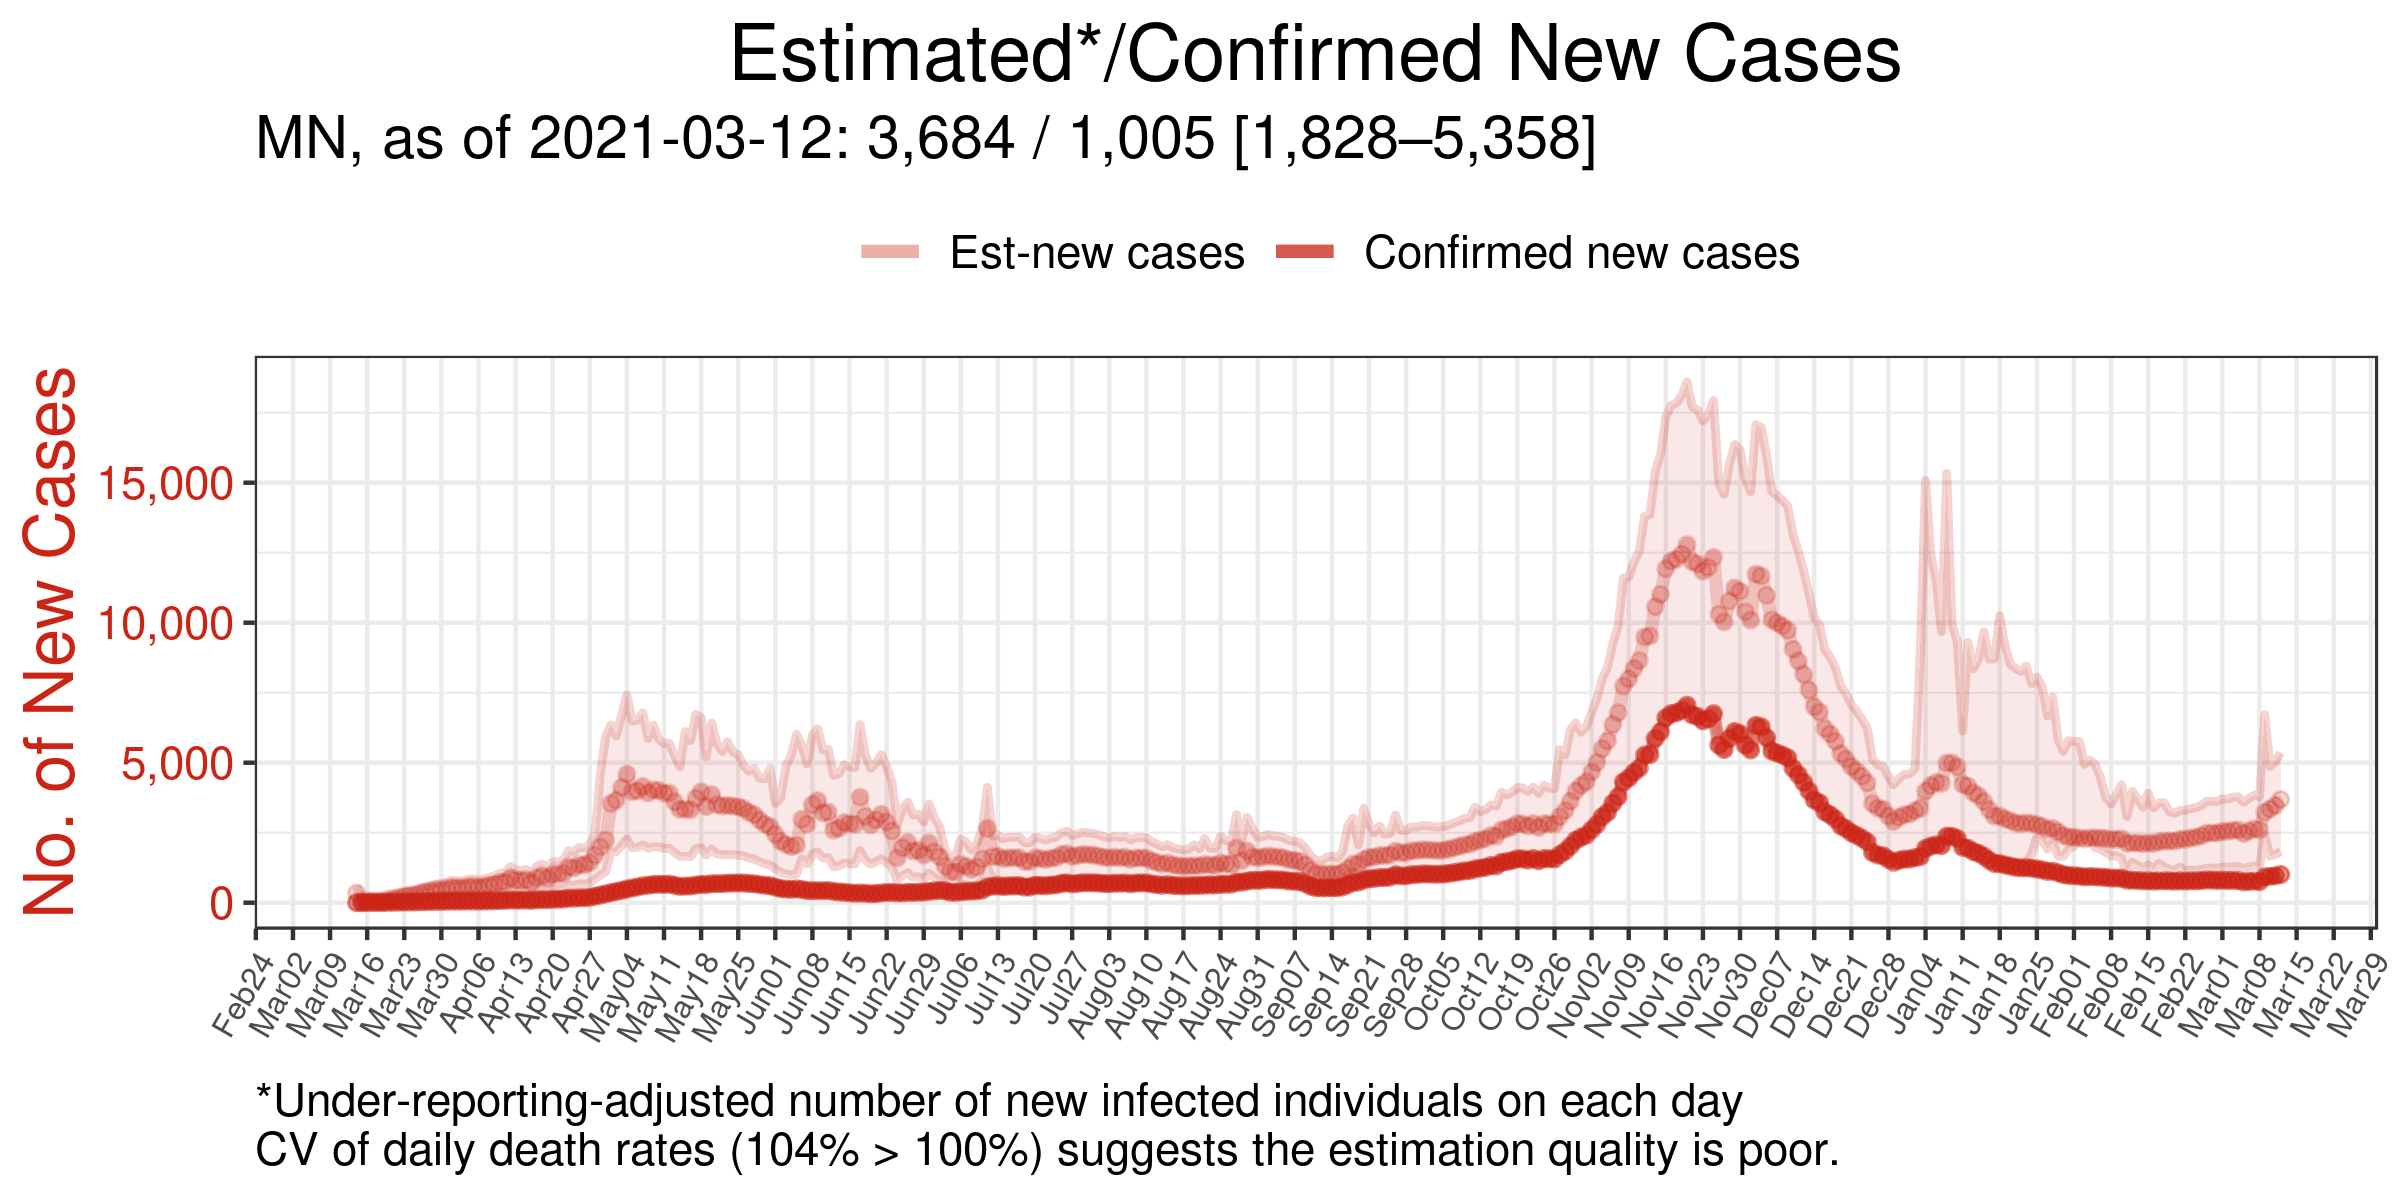 Estimated*/Confirmed New Cases
MN, as of 2021-03-12: 3,684 / 1,005 [1,828–5,358]
Est-new cases
Confirmed new cases
No. of New Cases
15,000
10,000
5,000
0
Feb24
Mar02
Mar09
Mar16
Mar23
Mar30
Apr06
Apr13
Apr20
Apr27
May04
May11
May18
May25
Jun01
Jun08
Jun15
Jun22
Jun29
Jul06
Jul13
Jul20
Jul27
Aug03
Aug10
Aug17
Aug24
Aug31
Sep07
Sep14
Sep21
Sep28
Oct05
Oct12
Oct19
Oct26
Nov02
Nov09
Nov16
Nov23
Nov30
Dec07
Dec14
Dec21
Dec28
Jan04
Jan11
Jan18
Jan25
Feb01
Feb08
Feb15
Feb22
Mar01
Mar08
Mar15
Mar22
Mar29
*Under-reporting-adjusted number of new infected individuals on each day
CV of daily death rates (104% > 100%) suggests the estimation quality is poor.